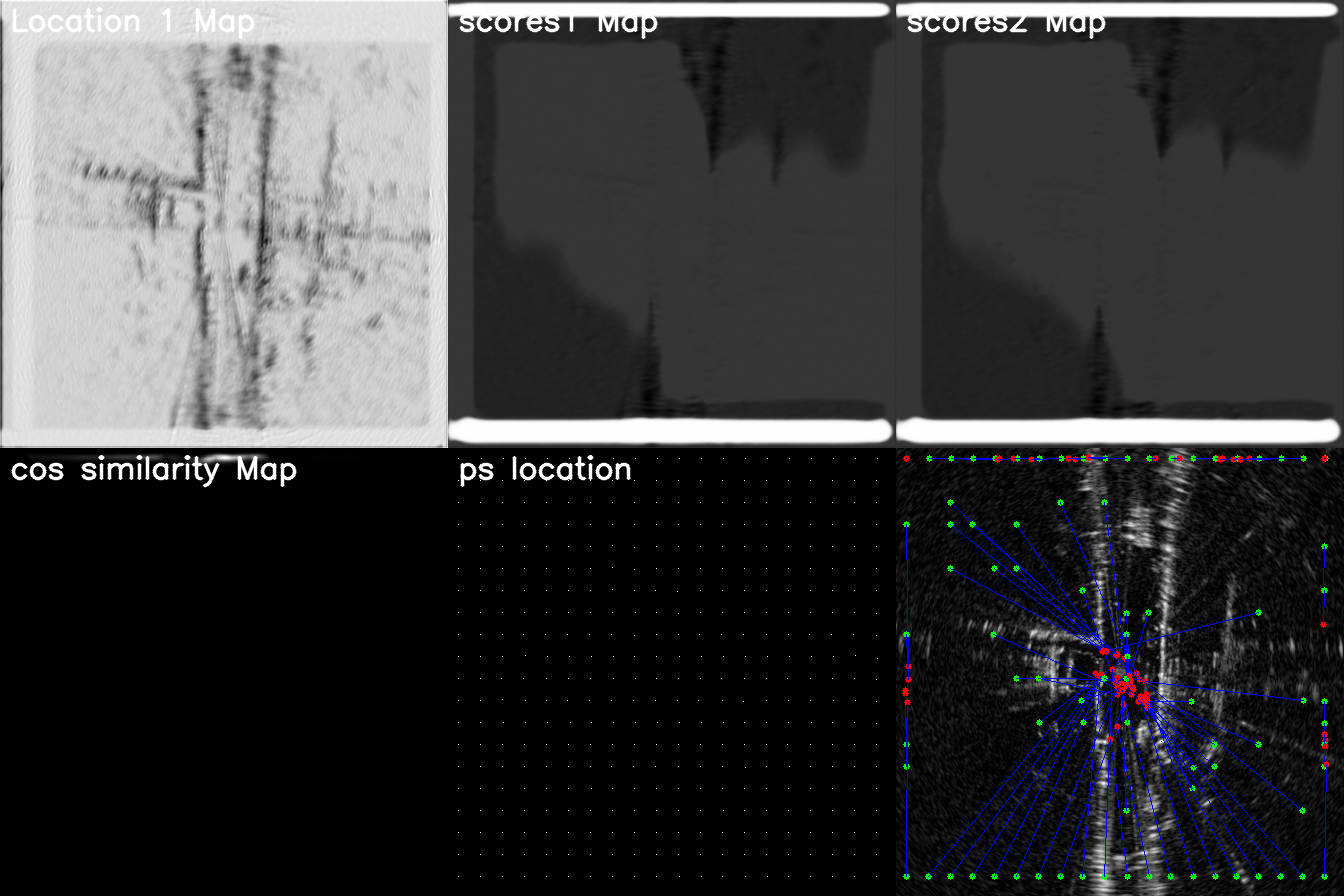 Location 1 Map
scores1 Map
scores2 Map
cos similarity Map
ps location